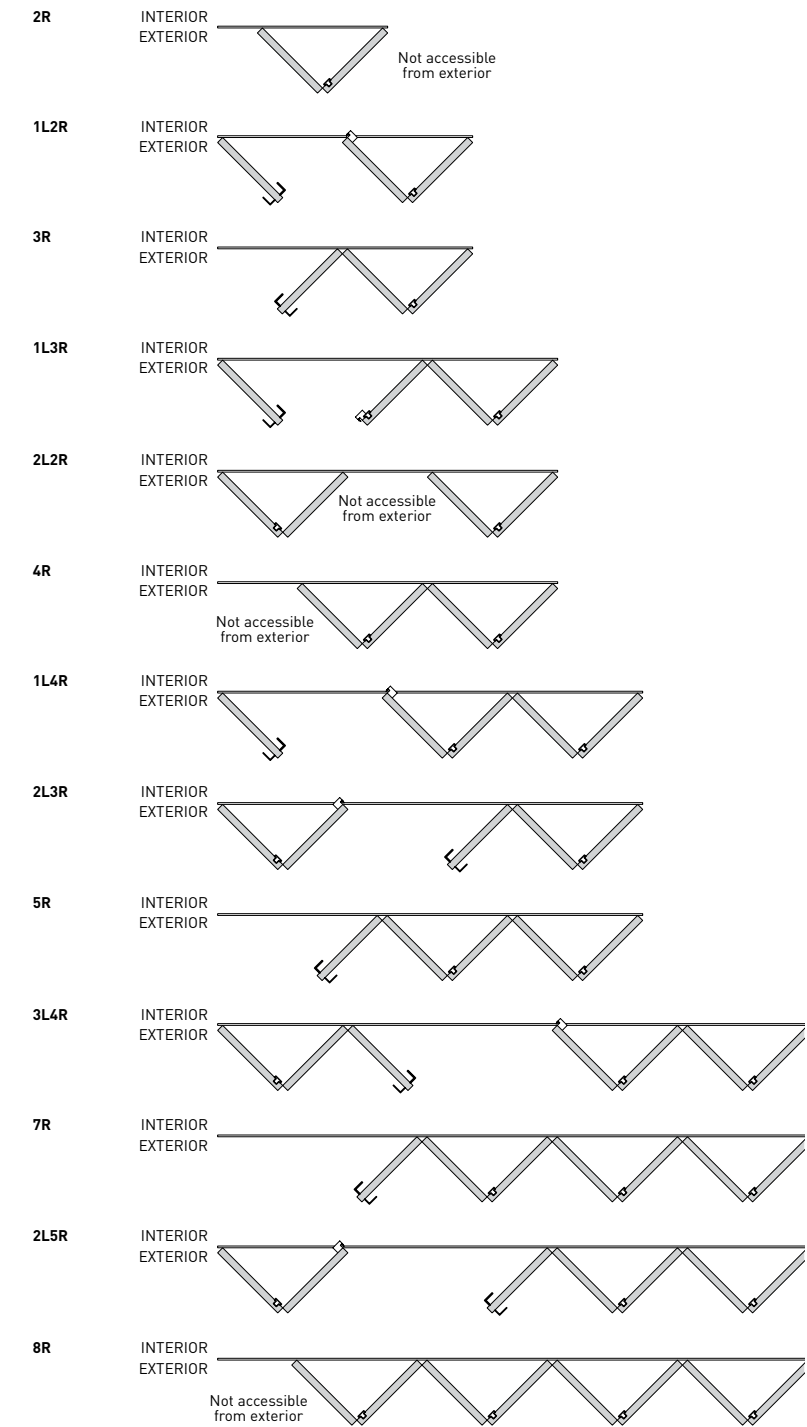 2R INTERIOR
EXTERIOR
Not accessible
from exterior
1L2R INTERIOR
EXTERIOR
3R INTERIOR
EXTERIOR
1L3R INTERIOR
EXTERIOR
2L2R INTERIOR
EXTERIOR
Not accessible
from exterior
4R INTERIOR
EXTERIOR
Not accessible
from exterior
1L4R INTERIOR
EXTERIOR
2L3R INTERIOR
EXTERIOR
5R INTERIOR
EXTERIOR
3L4R INTERIOR
EXTERIOR
7R INTERIOR
EXTERIOR
2L5R INTERIOR
EXTERIOR
8R INTERIOR
EXTERIOR
Not accessible
from exterior